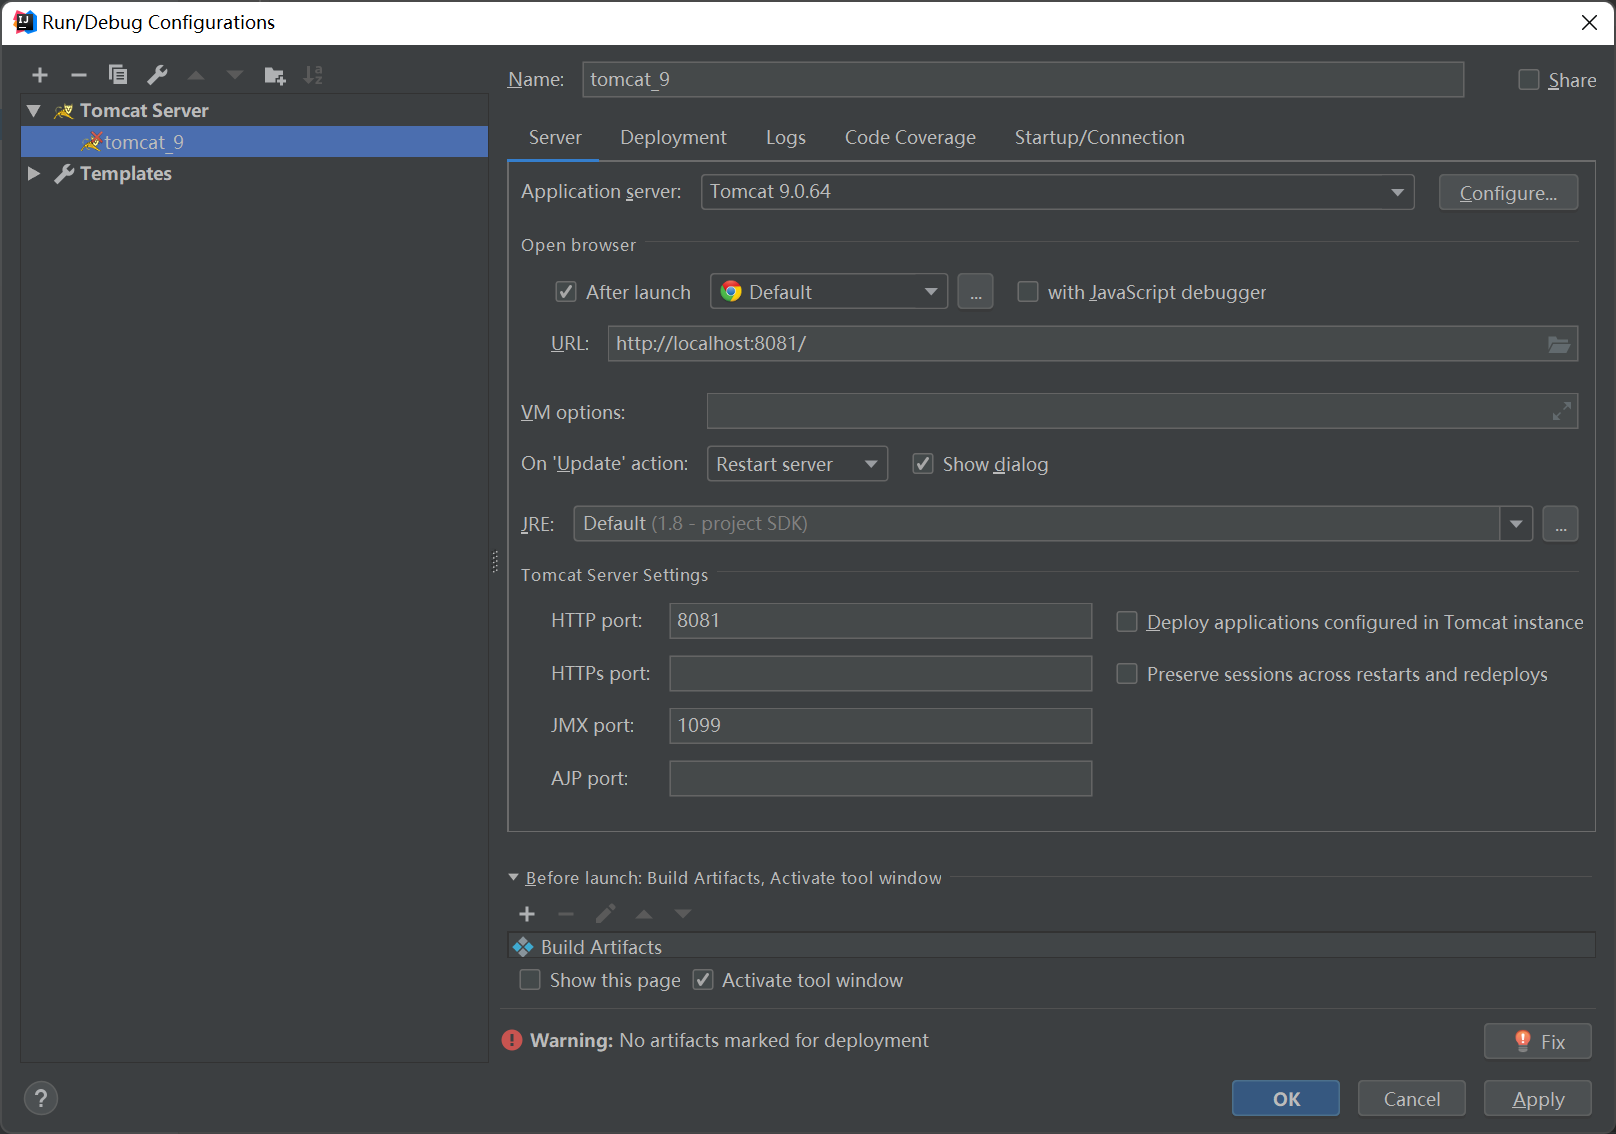 Run/Debug Configurations
Tomcat Server
tomcat_9
Templates
Name: tomcat_9 Share
Server Deployment Logs Code Coverage Startup/Connection
Application server: Tomcat 9.0.64 Configure...
Open browser
After launch Default ... with JavaScript debugger
URL: http://localhost:8081/
VM options:
On 'Update' action: Restart server Show dialog
JRE: Default (1.8 - project SDK) ...
Tomcat Server Settings
HTTP port: 8081 Deploy applications configured in Tomcat instance
HTTPs port: Preserve sessions across restarts and redeploys
JMX port: 1099
AJP port:
Before launch: Build Artifacts, Activate tool window
Build Artifacts
Show this page Activate tool window
Warning: No artifacts marked for deployment Fix
? OK Cancel Apply